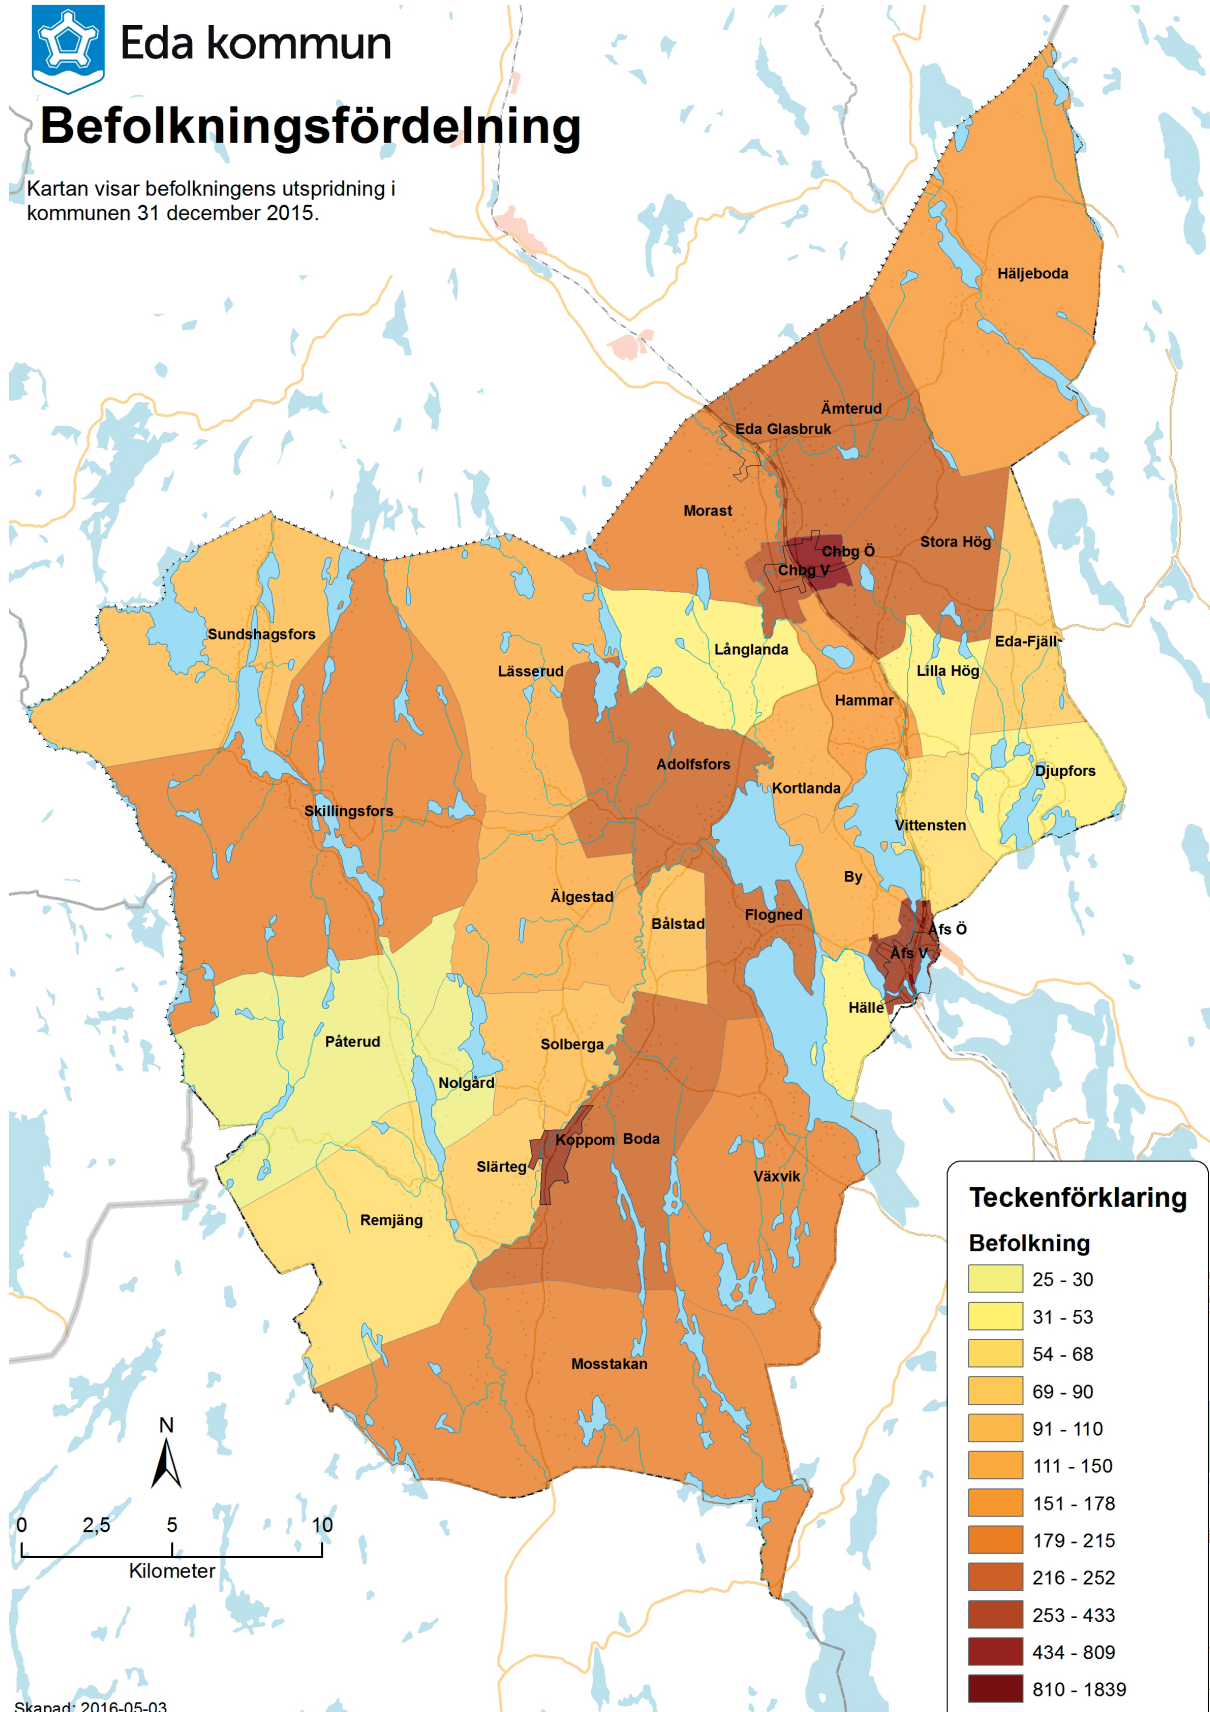 Eda kommun
Befolkningsfördelning
Kartan visar befolkningens utspridning i
kommunen 31 december 2015.
Häljeboda
Ämterud
Eda Glasbruk
Morast
Stora Hög
Chbg Ö
Chbg V
Sundshagsfors
Eda-Fjäll
Långlanda
Lässerud
Lilla Hög
Hammar
Adolfsfors
Djupfors
Kortlanda
Skillingsfors
Vittensten
By
Älgestad
Flogned
Bålstad
Åfs Ö
Åfs V
Hälle
Påterud
Solberga
Nolgård
Koppom
Boda
Slärteg
Växvik
Remjäng
Mosstakan
Teckenförklaring
Befolkning
25 - 30
31 - 53
54 - 68
69 - 90
91 - 110
111 - 150
151 - 178
179 - 215
216 - 252
253 - 433
434 - 809
810 - 1839
N
0 2,5 5 10
Kilometer
Skapad: 2016-05-03